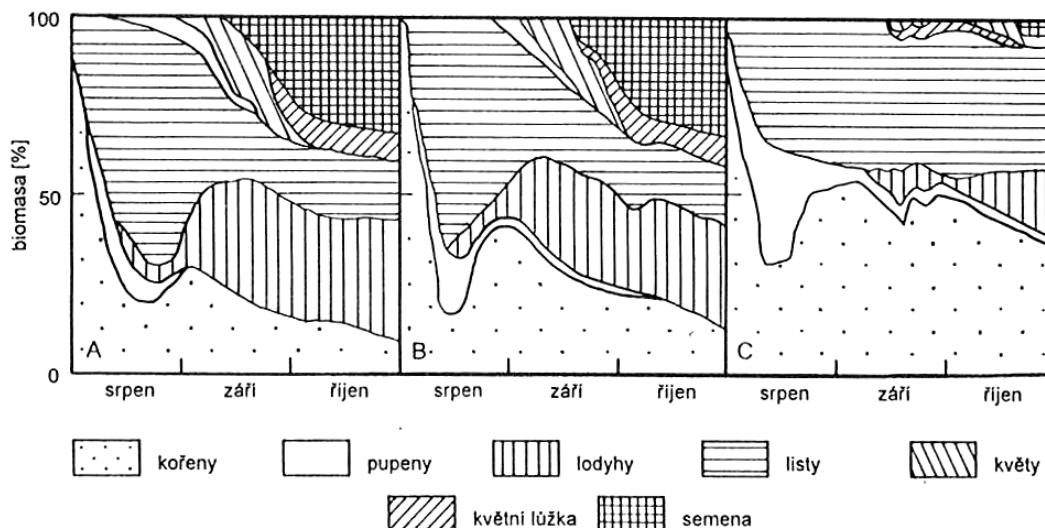 100
biomasa [%]
50
0
A
B
C
srpen
září
říjen
srpen
září
říjen
srpen
září
říjen
kořeny
pupeny
lodyhy
listy
květy
květní lůžka
semena